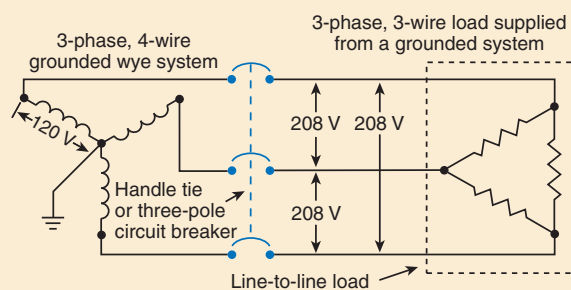 3-phase, 4-wire
grounded wye system
3-phase, 3-wire load supplied
from a grounded system
120 V
208 V
208 V
Handle tie
or three-pole
circuit breaker
208 V
Line-to-line load